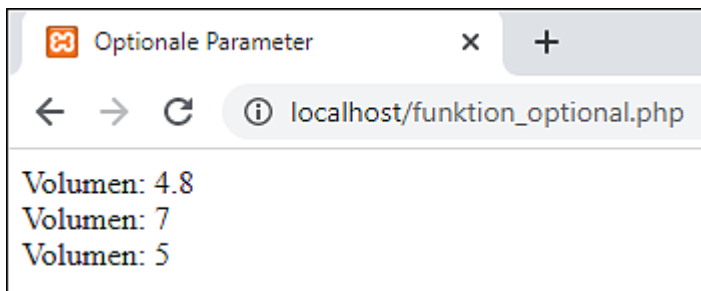 Optionale Parameter
localhost/funktion_optional.php
Volumen: 4.8
Volumen: 7
Volumen: 5